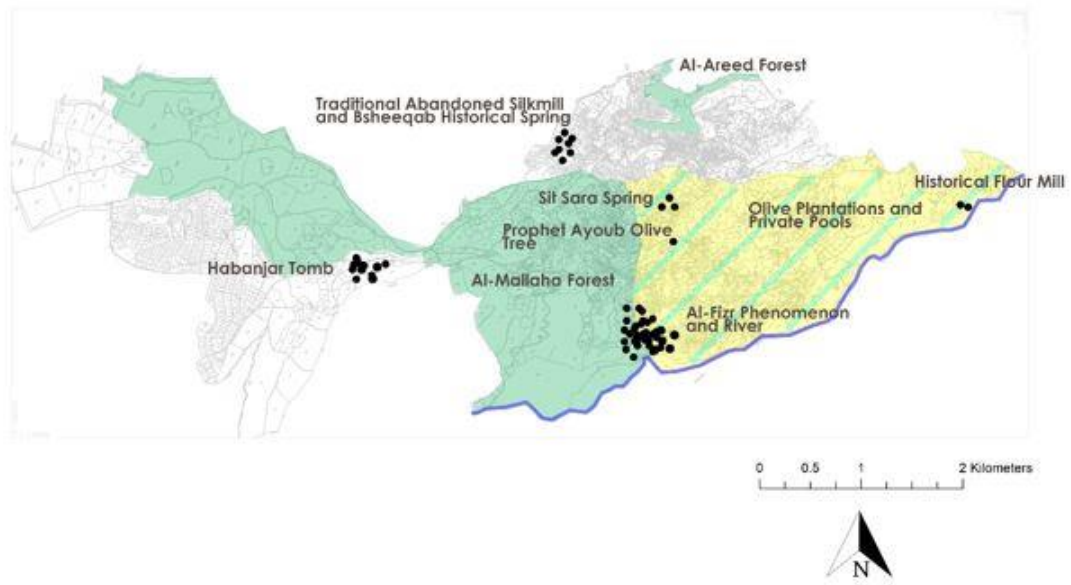 Al-Areed Forest
Traditional Abandoned Silkmill
and Bsheeqab Historical Spring
Sit Sara Spring
Historical Flour Mill
Olive Plantations and
Private Pools
Prophet Ayoub Olive
Tree
Habanjar Tomb
Al-Mallaha Forest
Al-Fizr Phenomenon
and River
0 0.5 1 2 Kilometers
N